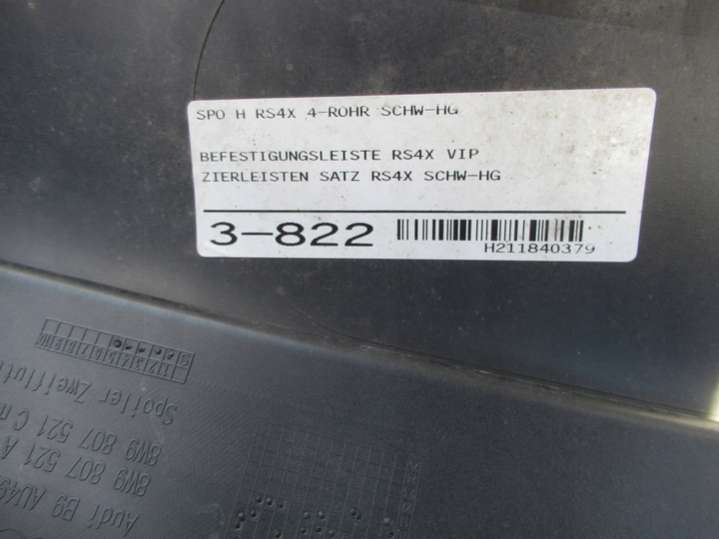 SPO H RS4X 4-ROHR SCHW-HG
BEFESTIGUNGSLEISTE RS4X VIP
ZIERLEISTEN SATZ RS4X SCHW-HG
3-822
H211840379
Audi B9
8W9 807 521 A
8W9 807 521 C
Spoiler